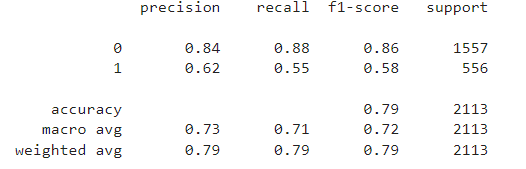 precision recall f1-score support
0 0.84 0.88 0.86 1557
1 0.62 0.55 0.58 556
accuracy 0.79 2113
macro avg 0.73 0.71 0.72 2113
weighted avg 0.79 0.79 0.79 2113